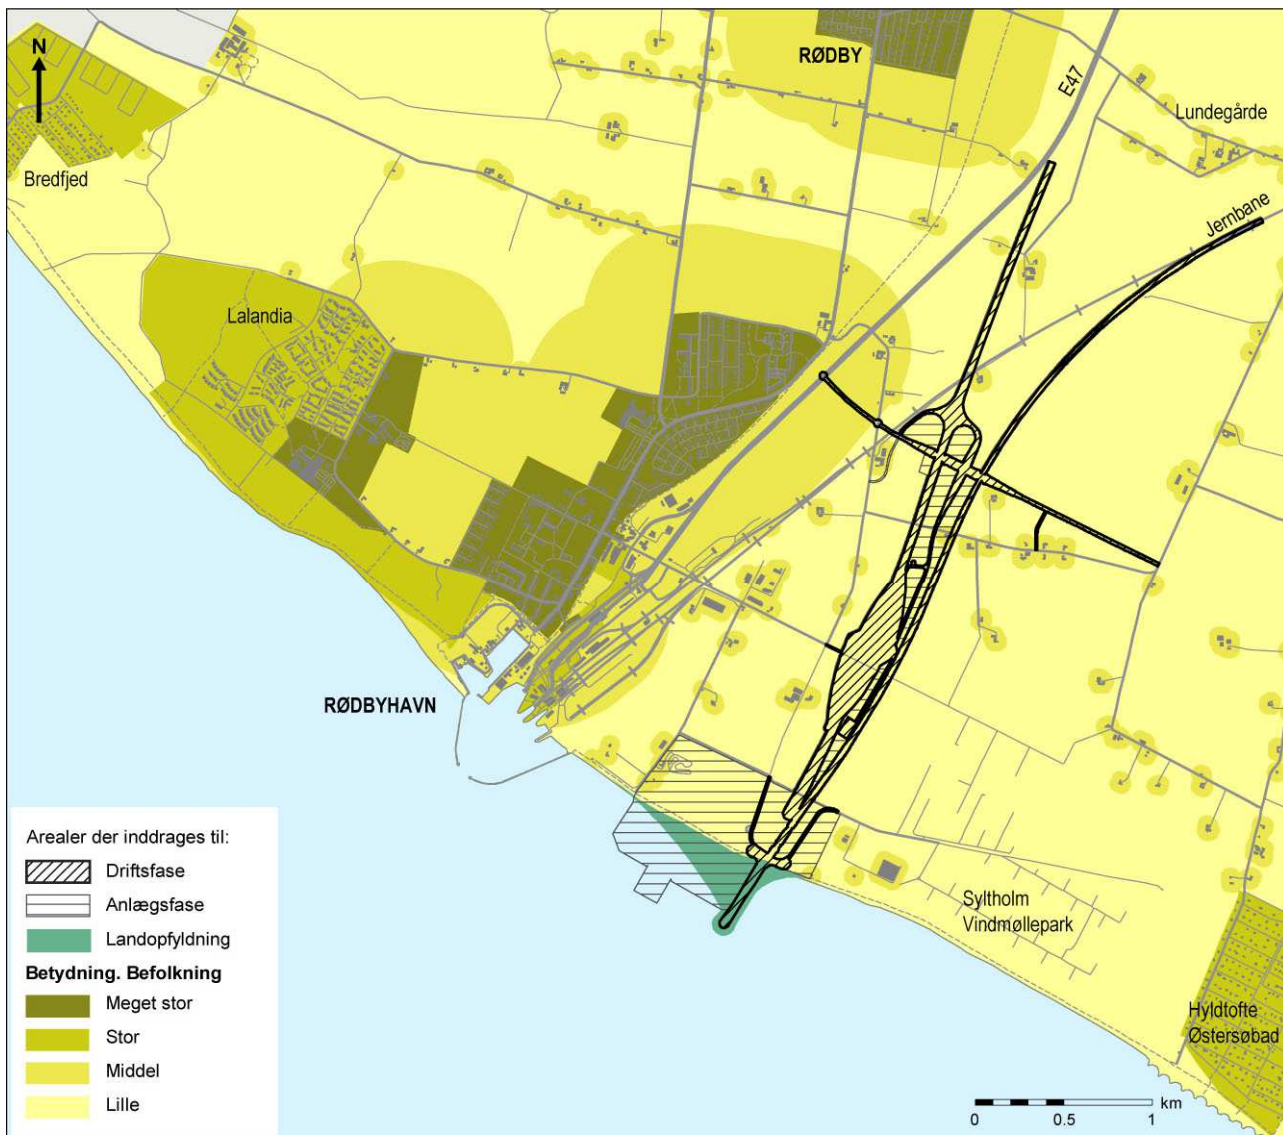 N
RØDBY
E47
Lundegårde
Bredfjed
Jernbane
Lalandia
RØDBYHAVN
Arealer der inddrages til:
Driftsfase
Anlægsfase
Landopfyldning
Betydning. Befolkning
Meget stor
Stor
Middel
Lille
Syltholm
Vindmøllepark
Hyldtofte
Østersøbad
km
0 0.5 1